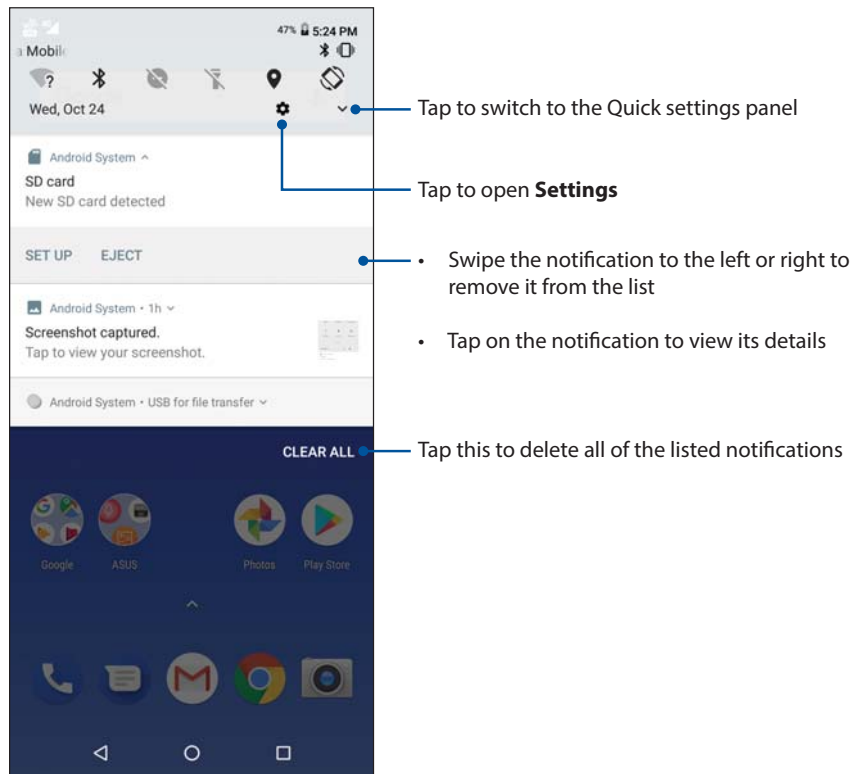 47% 5:24 PM
a Mobil
?
Wed, Oct 24
Tap to switch to the Quick settings panel
Android System
SD card
New SD card detected
Tap to open Settings
SET UP EJECT
• Swipe the notification to the left or right to
remove it from the list
Android System • 1h
Screenshot captured.
Tap to view your screenshot.
• Tap on the notification to view its details
Android System • USB for file transfer
CLEAR ALL
Tap this to delete all of the listed notifications
Google ASUS Photos Play Store